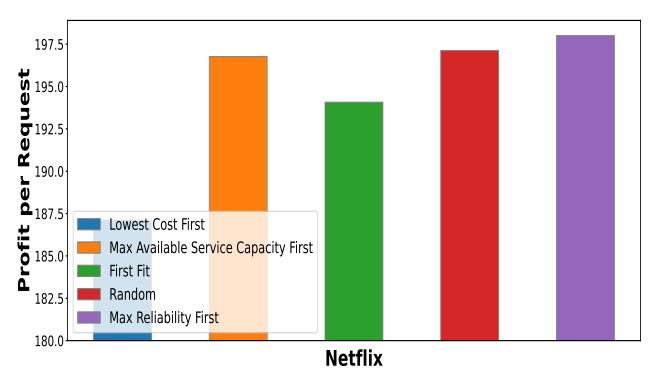 Profit per Request
197.5
195.0
192.5
190.0
187.5
185.0
182.5
180.0
Lowest Cost First
Max Available Service Capacity First
First Fit
Random
Max Reliability First
Netflix